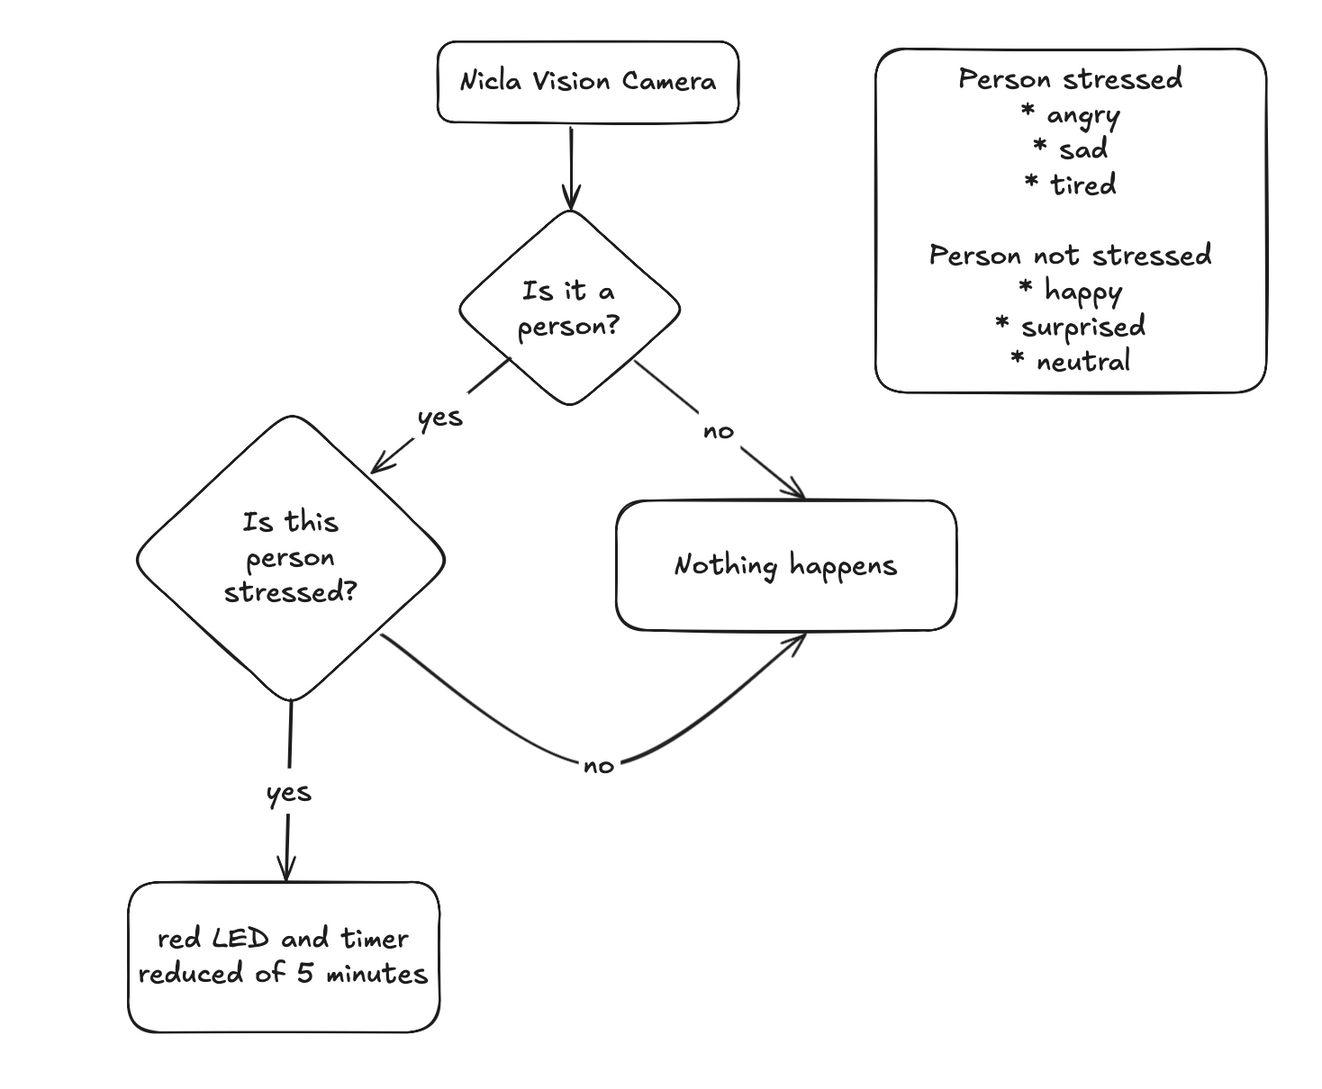 Nicla Vision Camera
Person stressed
* angry
* sad
* tired
Person not stressed
* happy
* surprised
* neutral
Is it a
person?
yes
no
Is this
person
stressed?
Nothing happens
no
yes
red LED and timer
reduced of 5 minutes